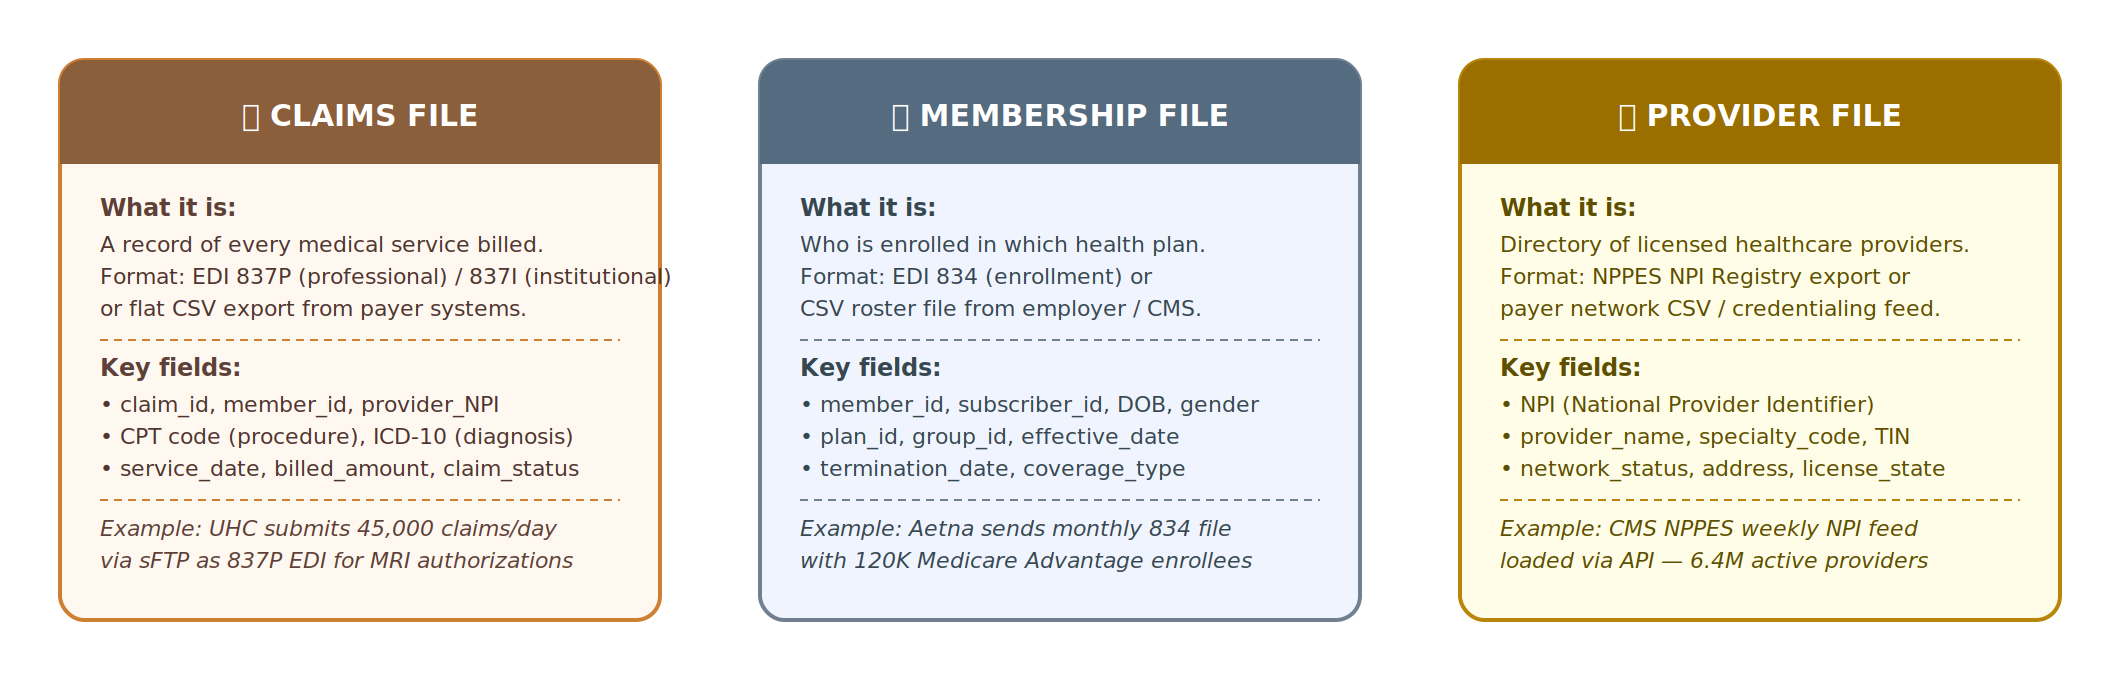 CLAIMS FILE
What it is:
A record of every medical service billed.
Format: EDI 837P (professional) / 837I (institutional)
or flat CSV export from payer systems.
Key fields:
• claim_id, member_id, provider_NPI
• CPT code (procedure), ICD-10 (diagnosis)
• service_date, billed_amount, claim_status
Example: UHC submits 45,000 claims/day
via sFTP as 837P EDI for MRI authorizations
MEMBERSHIP FILE
What it is:
Who is enrolled in which health plan.
Format: EDI 834 (enrollment) or
CSV roster file from employer / CMS.
Key fields:
• member_id, subscriber_id, DOB, gender
• plan_id, group_id, effective_date
• termination_date, coverage_type
Example: Aetna sends monthly 834 file
with 120K Medicare Advantage enrollees
PROVIDER FILE
What it is:
Directory of licensed healthcare providers.
Format: NPPES NPI Registry export or
payer network CSV / credentialing feed.
Key fields:
• NPI (National Provider Identifier)
• provider_name, specialty_code, TIN
• network_status, address, license_state
Example: CMS NPPES weekly NPI feed
loaded via API — 6.4M active providers